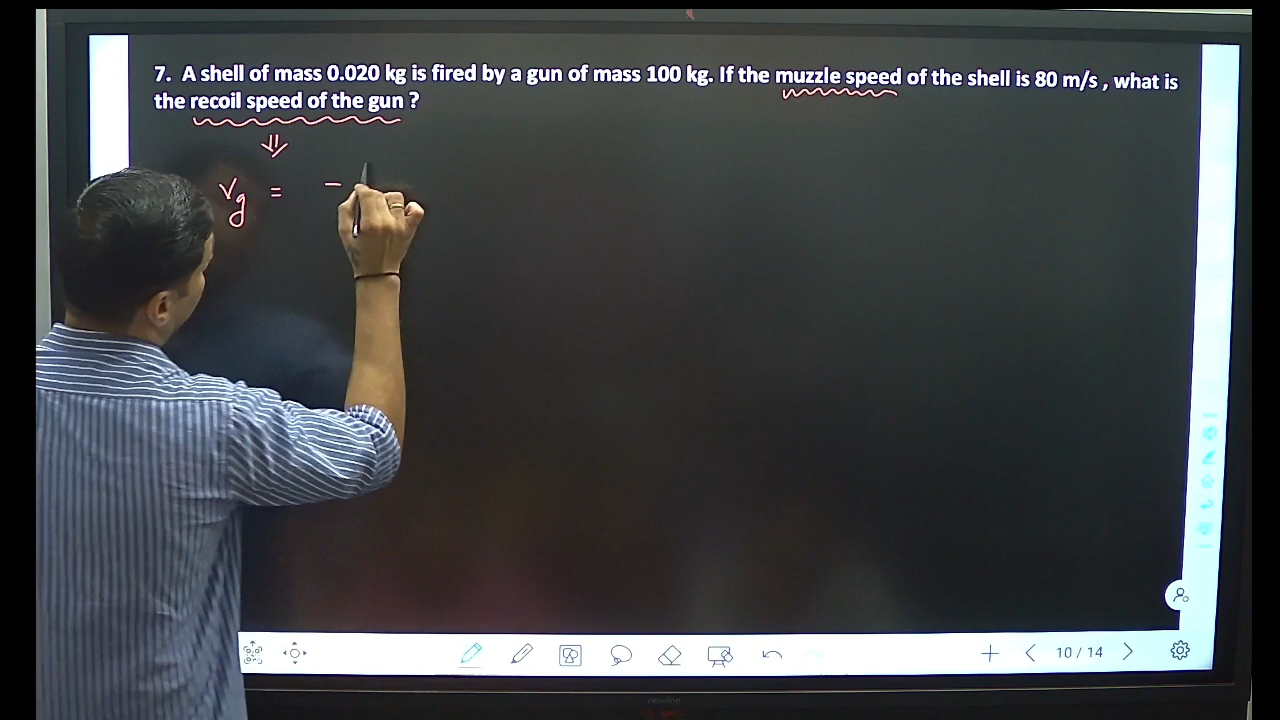 7. A shell of mass 0.020 kg is fired by a gun of mass 100 kg. If the muzzle speed of the shell is 80 m/s , what is
the recoil speed of the gun ?
⇓
Vg = -
10 / 14
newline